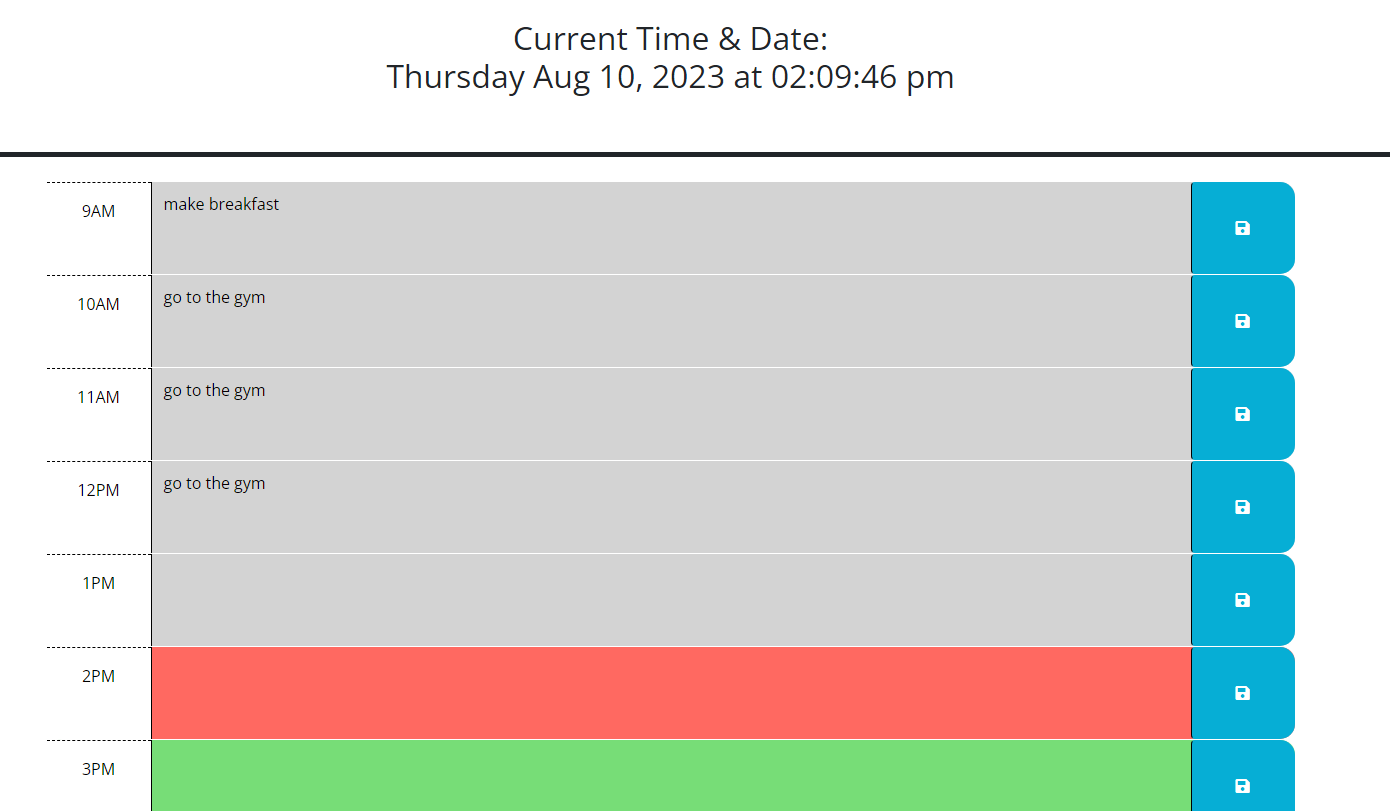 Current Time & Date:
Thursday Aug 10, 2023 at 02:09:46 pm
9AM make breakfast
10AM go to the gym
11AM go to the gym
12PM go to the gym
1PM
2PM
3PM